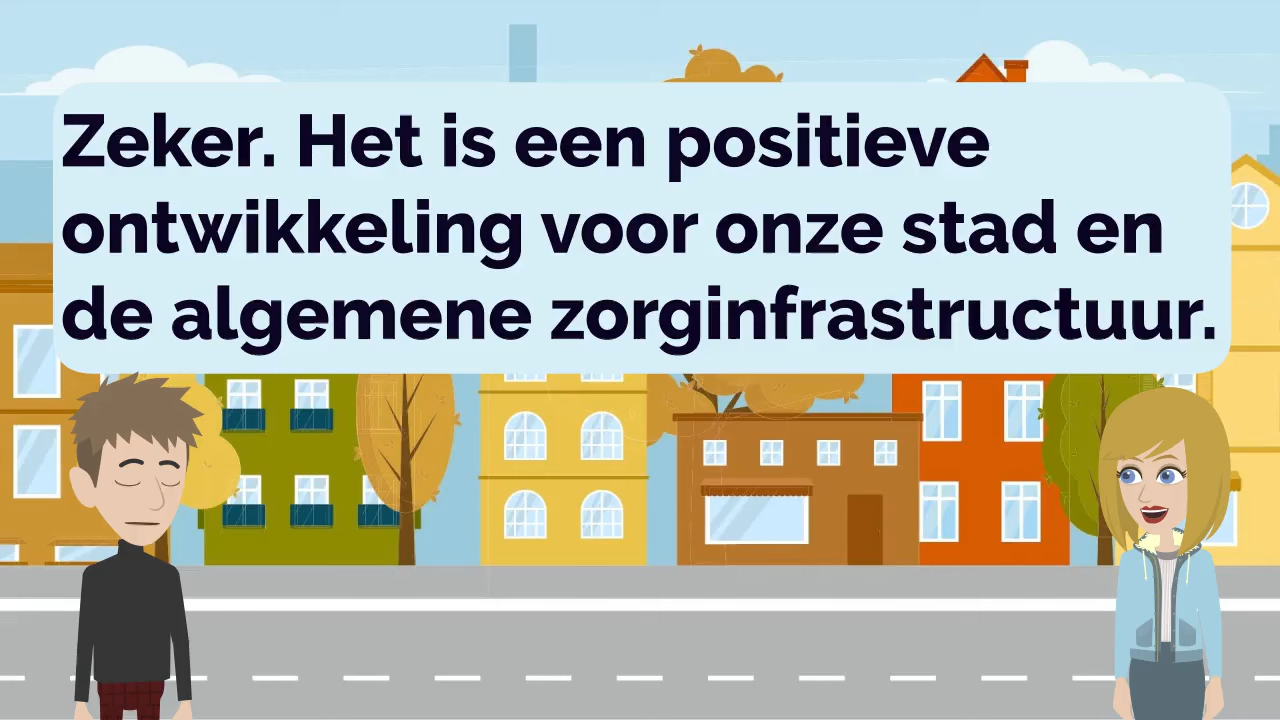 Zeker. Het is een positieve
ontwikkeling voor onze stad en
de algemene zorginfrastructuur.